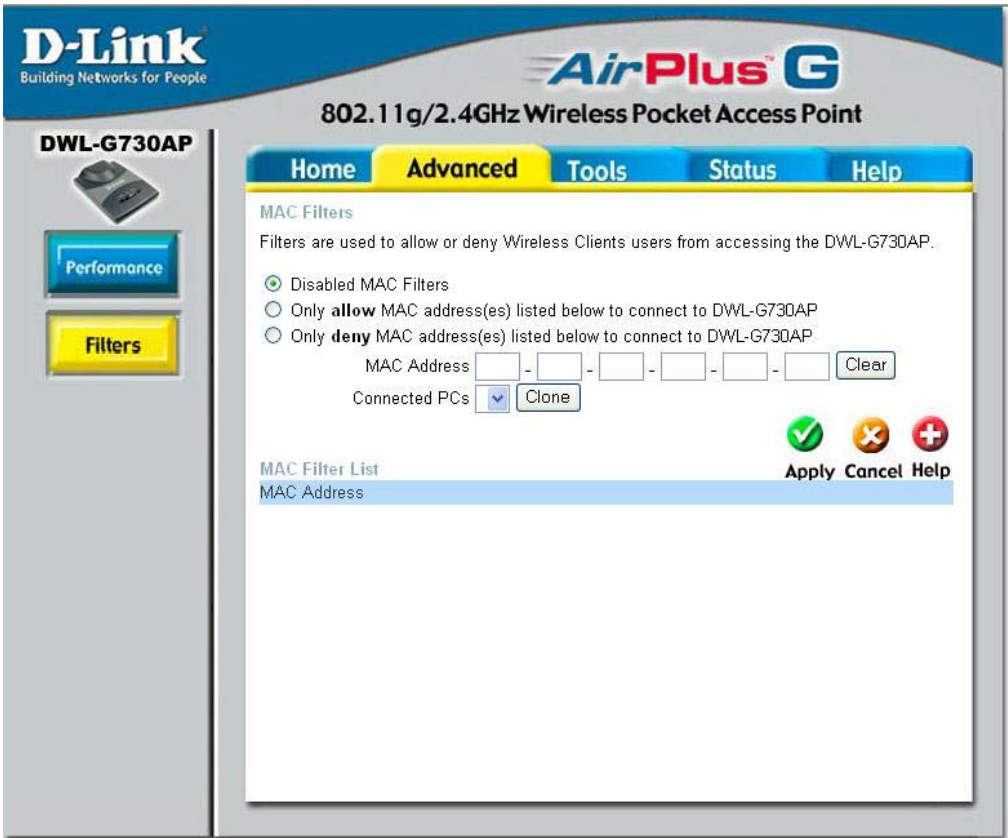 D-Link
Building Networks for People
AirPlus™ G
802.11g/2.4GHz Wireless Pocket Access Point
DWL-G730AP
Performance
Filters
Home Advanced Tools Status Help
MAC Filters
Filters are used to allow or deny Wireless Clients users from accessing the DWL-G730AP.
Disabled MAC Filters
Only allow MAC address(es) listed below to connect to DWL-G730AP
Only deny MAC address(es) listed below to connect to DWL-G730AP
MAC Address - - - - - Clear
Connected PCs Clone
Apply Cancel Help
MAC Filter List
MAC Address